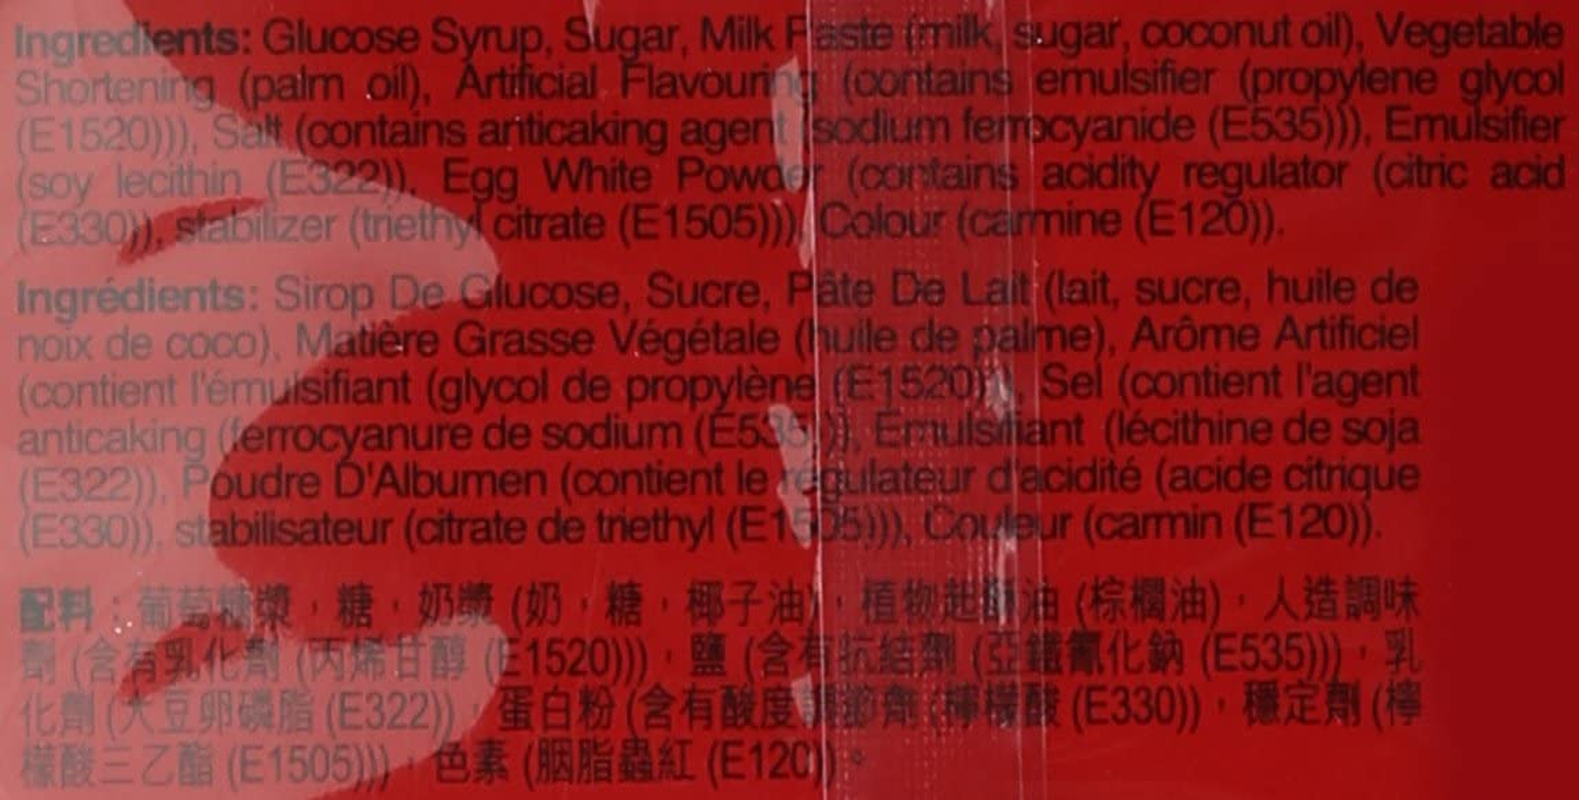 Ingredients: Glucose Syrup, Sugar, Milk Paste (milk, sugar, coconut oil), Vegetable
Shortening (palm oil), Artificial Flavouring (contains emulsifier (propylene glycol
(E1520))), Salt (contains anticaking agent (sodium ferrocyanide (E535))), Emulsifier
(soy lecithin (E322)), Egg White Powder (contains acidity regulator (citric acid
(E330)), stabilizer (triethyl citrate (E1505))), Colour (carmine (E120)).
Ingrédients: Sirop De Glucose, Sucre, Pâte De Lait (lait, sucre, huile de
noix de coco), Matière Grasse Végétale (huile de palme), Arôme Artificiel
(contient l'émulsifiant (glycol de propylène (E1520))), Sel (contient l'agent
anticaking (ferrocyanure de sodium (E535))), Emulsifiant (lécithine de soja
(E322)), Poudre D'Albumen (contient le régulateur d'acidité (acide citrique
(E330)), stabilisateur (citrate de triethyl (E1505))), Couleur (carmin (E120)).
配料：葡萄糖漿，糖，奶漿 (奶，糖，椰子油)，植物起酥油 (棕櫚油)，人造調味
劑 (含有乳化劑 (丙烯甘醇 (E1520)))，鹽 (含有抗結劑 (亞鐵氰化鈉 (E535)))，乳
化劑 (大豆卵磷脂 (E322))，蛋白粉 (含有酸度調節劑 (檸檬酸 (E330))，穩定劑 (檸
檬酸三乙酯 (E1505)))，色素 (胭脂蟲紅 (E120))。